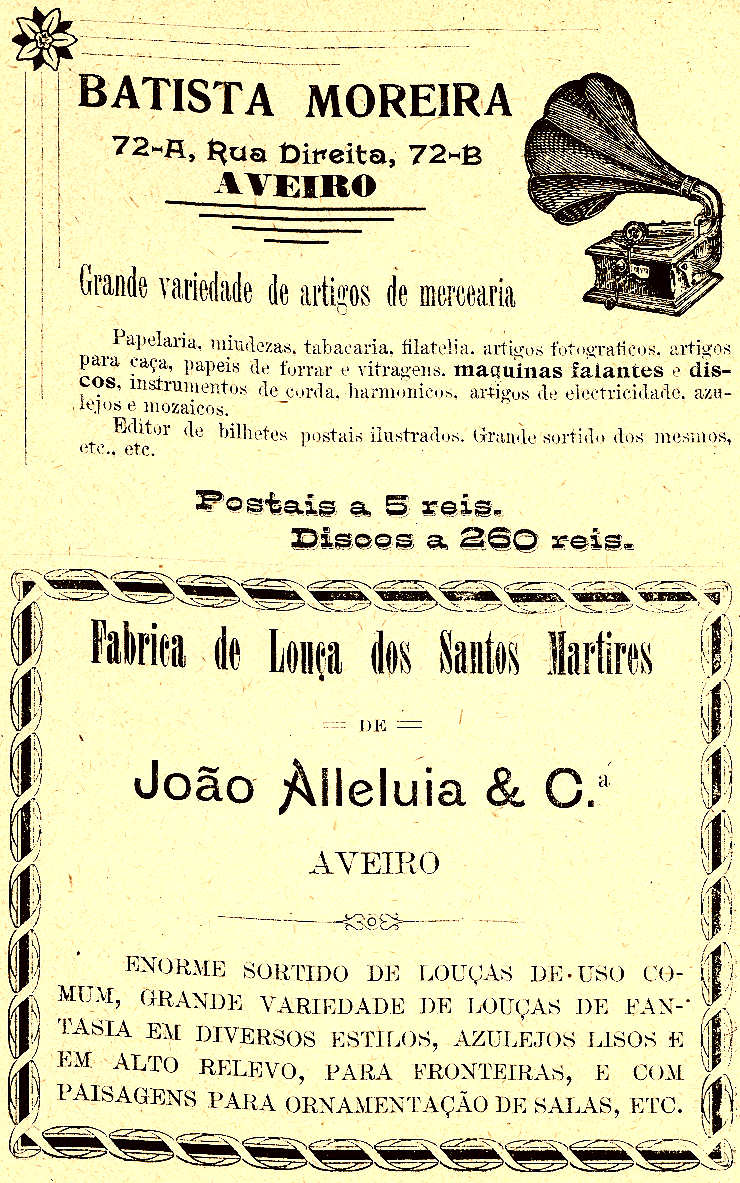 BATISTA MOREIRA
72-A, Rua Direita, 72-B
AVEIRO
Grande variedade de artigos de mercearia
Papelaria, miudezas, tabacaria, filatelia, artigos fotograficos, artigos
para caça, papeis de forrar e vitragens, maquinas falantes e dis-
cos, instrumentos de corda, harmonicos, artigos de electricidade, azu-
lejos e mozaicos.
Editor de bilhetes postais ilustrados. Grande sortido dos mesmos,
etc., etc.
Postais a 5 reis.
Discos a 260 reis.
Fabrica de Louça dos Santos Martires
DE
João Alleluia & C.ª
AVEIRO
ENORME SORTIDO DE LOUÇAS DE USO CO-
MUM, GRANDE VARIEDADE DE LOUÇAS DE FAN-
TASIA EM DIVERSOS ESTILOS, AZULEJOS LISOS E
EM ALTO RELEVO, PARA FRONTEIRAS, E COM
PAISAGENS PARA ORNAMENTAÇÃO DE SALAS, ETC.